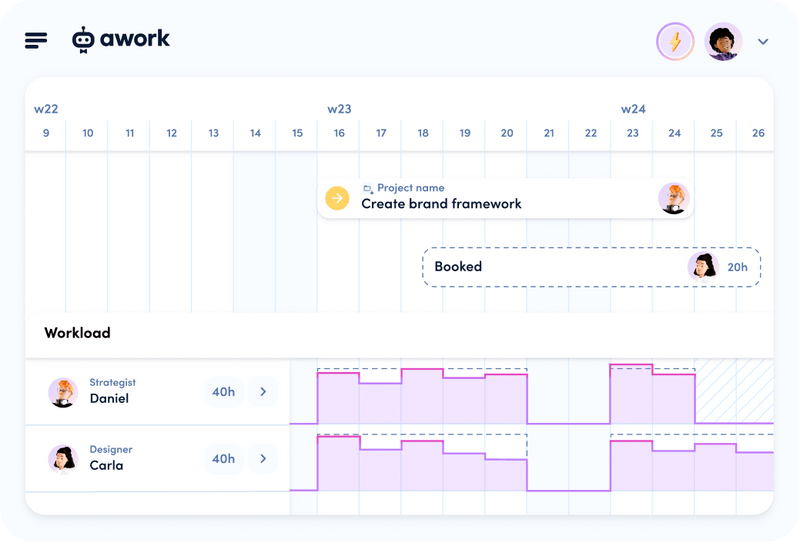 awork
w22 w23 w24
9 10 11 12 13 14 15 16 17 18 19 20 21 22 23 24 25 26
Project name
Create brand framework
Booked 20h
Workload
Strategist
Daniel 40h
Designer
Carla 40h